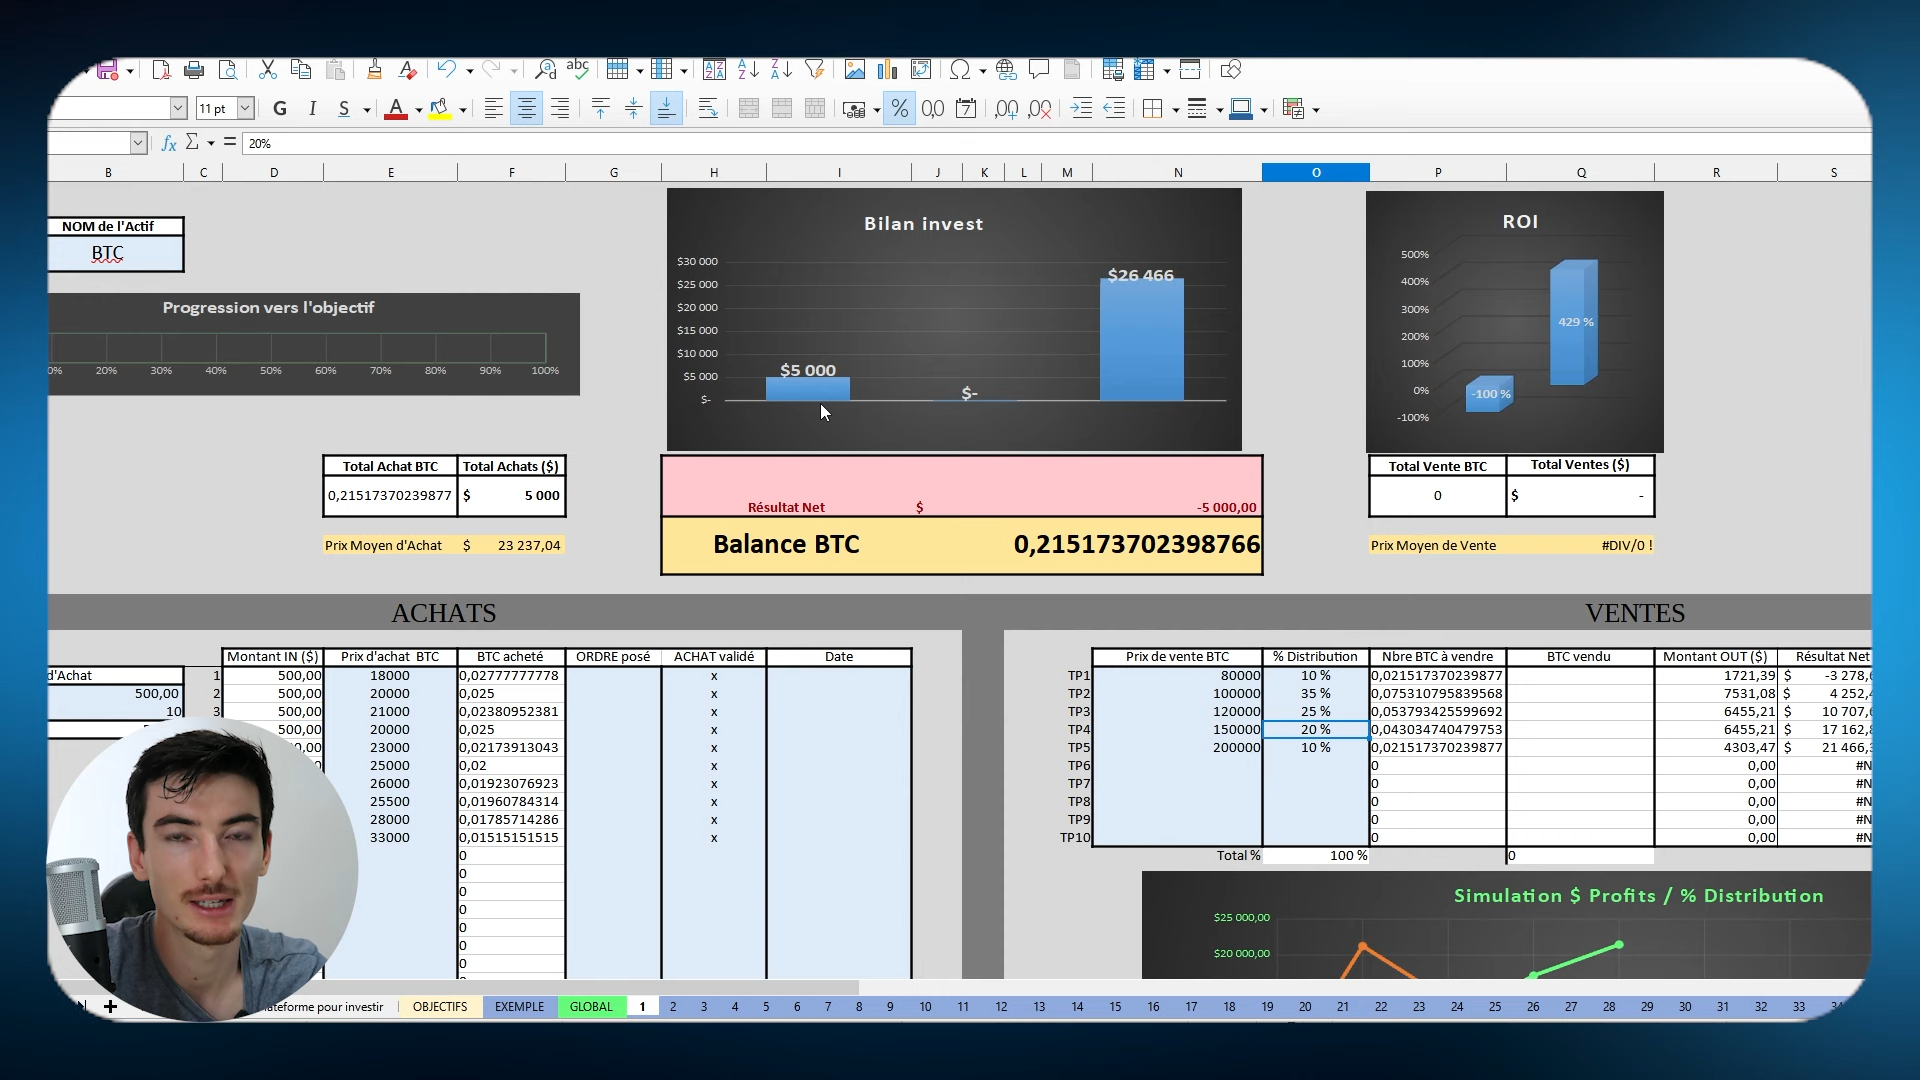 11 pt
G I S
20%
B C D E F G H I J K L M N O P Q R S
NOM de l'Actif
BTC
Progression vers l'objectif
20% 30% 40% 50% 60% 70% 80% 90% 100%
Bilan invest
$30 000
$25 000
$20 000
$15 000
$10 000
$5 000
$-
$5 000
$-
$26 466
ROI
500%
400%
300%
200%
100%
0%
-100%
-100 %
429 %
Total Achat BTC Total Achats ($)
0,21517370239877 $ 5 000
Prix Moyen d'Achat $ 23 237,04
Résultat Net $ -5 000,00
Balance BTC 0,215173702398766
Total Vente BTC Total Ventes ($)
0 $ -
Prix Moyen de Vente #DIV/0 !
ACHATS
VENTES
Montant IN ($) Prix d'achat BTC BTC acheté ORDRE posé ACHAT validé Date
d'Achat 1 500,00 18000 0,02777777778 x
500,00 2 500,00 20000 0,025 x
10 3 500,00 21000 0,02380952381 x
500,00 20000 0,025 x
23000 0,02173913043 x
25000 0,02 x
26000 0,01923076923 x
25500 0,01960784314 x
28000 0,01785714286 x
33000 0,01515151515 x
0
0
0
0
0
0
0
Prix de vente BTC % Distribution Nbre BTC à vendre BTC vendu Montant OUT ($) Résultat Net
TP1 80000 10 % 0,021517370239877 1721,39 $ -3 278,
TP2 100000 35 % 0,075310795839568 7531,08 $ 4 252,
TP3 120000 25 % 0,053793425599692 6455,21 $ 10 707,
TP4 150000 20 % 0,043034740479753 6455,21 $ 17 162,
TP5 200000 10 % 0,021517370239877 4303,47 $ 21 466,
TP6 0 0,00 #N
TP7 0 0,00 #N
TP8 0 0,00 #N
TP9 0 0,00 #N
TP10 0 0,00 #N
Total % 100 % 0
Simulation $ Profits / % Distribution
$25 000,00
$20 000,00
ateforme pour investir OBJECTIFS EXEMPLE GLOBAL 1 2 3 4 5 6 7 8 9 10 11 12 13 14 15 16 17 18 19 20 21 22 23 24 25 26 27 28 29 30 31 32 33